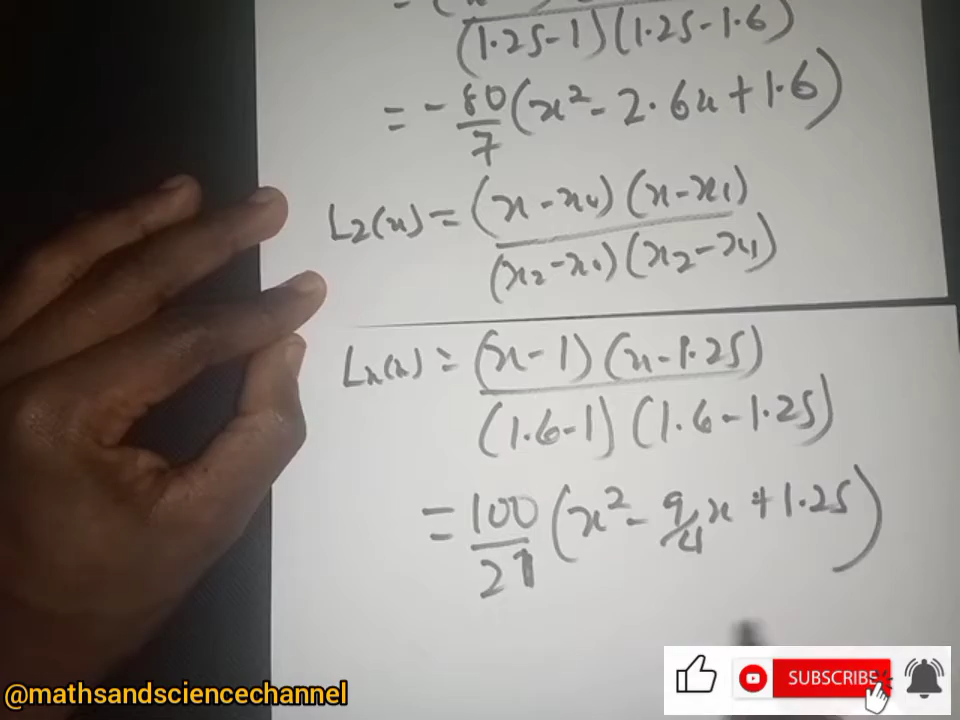 (1.25-1)(1.25-1.6)
= -80/7 (x² - 2.6x + 1.6)
L₂(x) = (x - x₀)(x - x₁)
(x₂ - x₀)(x₂ - x₁)
L₂(x) = (x - 1)(x - 1.25)
(1.6-1)(1.6-1.25)
= 100/21 (x² - 9/4 x + 1.25)
SUBSCRIBE
@mathsandsciencechannel